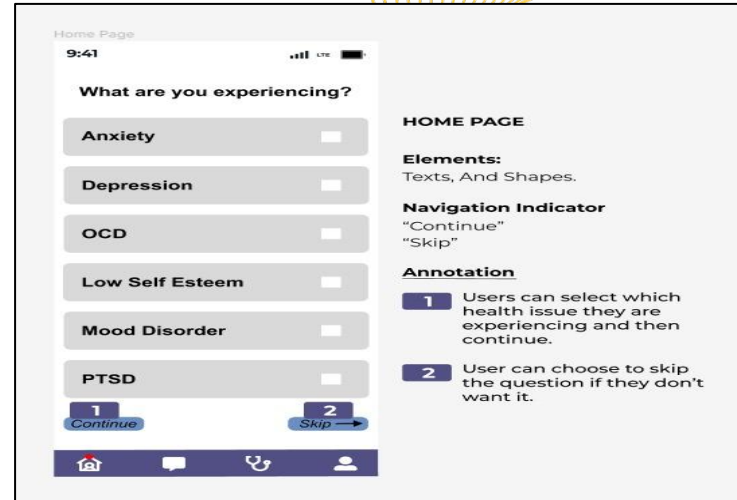 Home Page
9:41
LTE
What are you experiencing?
Anxiety
Depression
OCD
Low Self Esteem
Mood Disorder
PTSD
1
Continue
2
Skip
HOME PAGE
Elements:
Texts, And Shapes.
Navigation Indicator
“Continue”
“Skip”
Annotation
1 Users can select which
health issue they are
experiencing and then
continue.
2 User can choose to skip
the question if they don’t
want it.